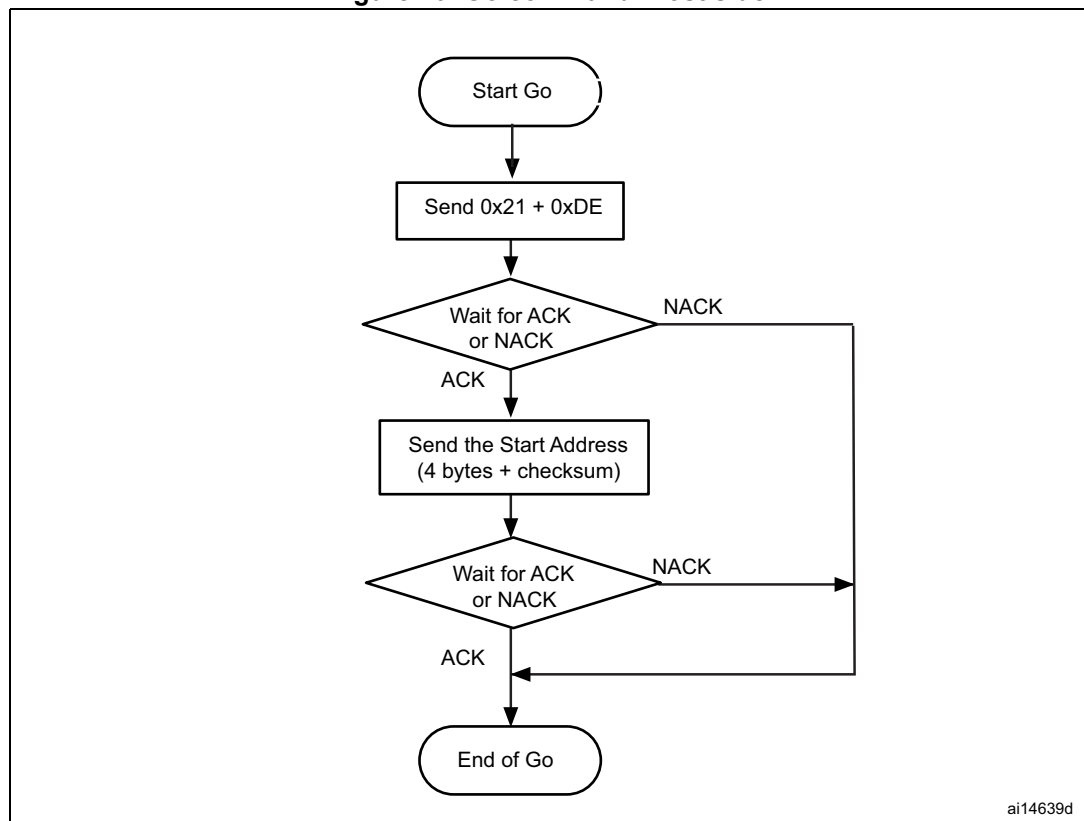 Start Go
Send 0x21 + 0xDE
Wait for ACK
or NACK
NACK
ACK
Send the Start Address
(4 bytes + checksum)
Wait for ACK
or NACK
NACK
ACK
End of Go
ai14639d